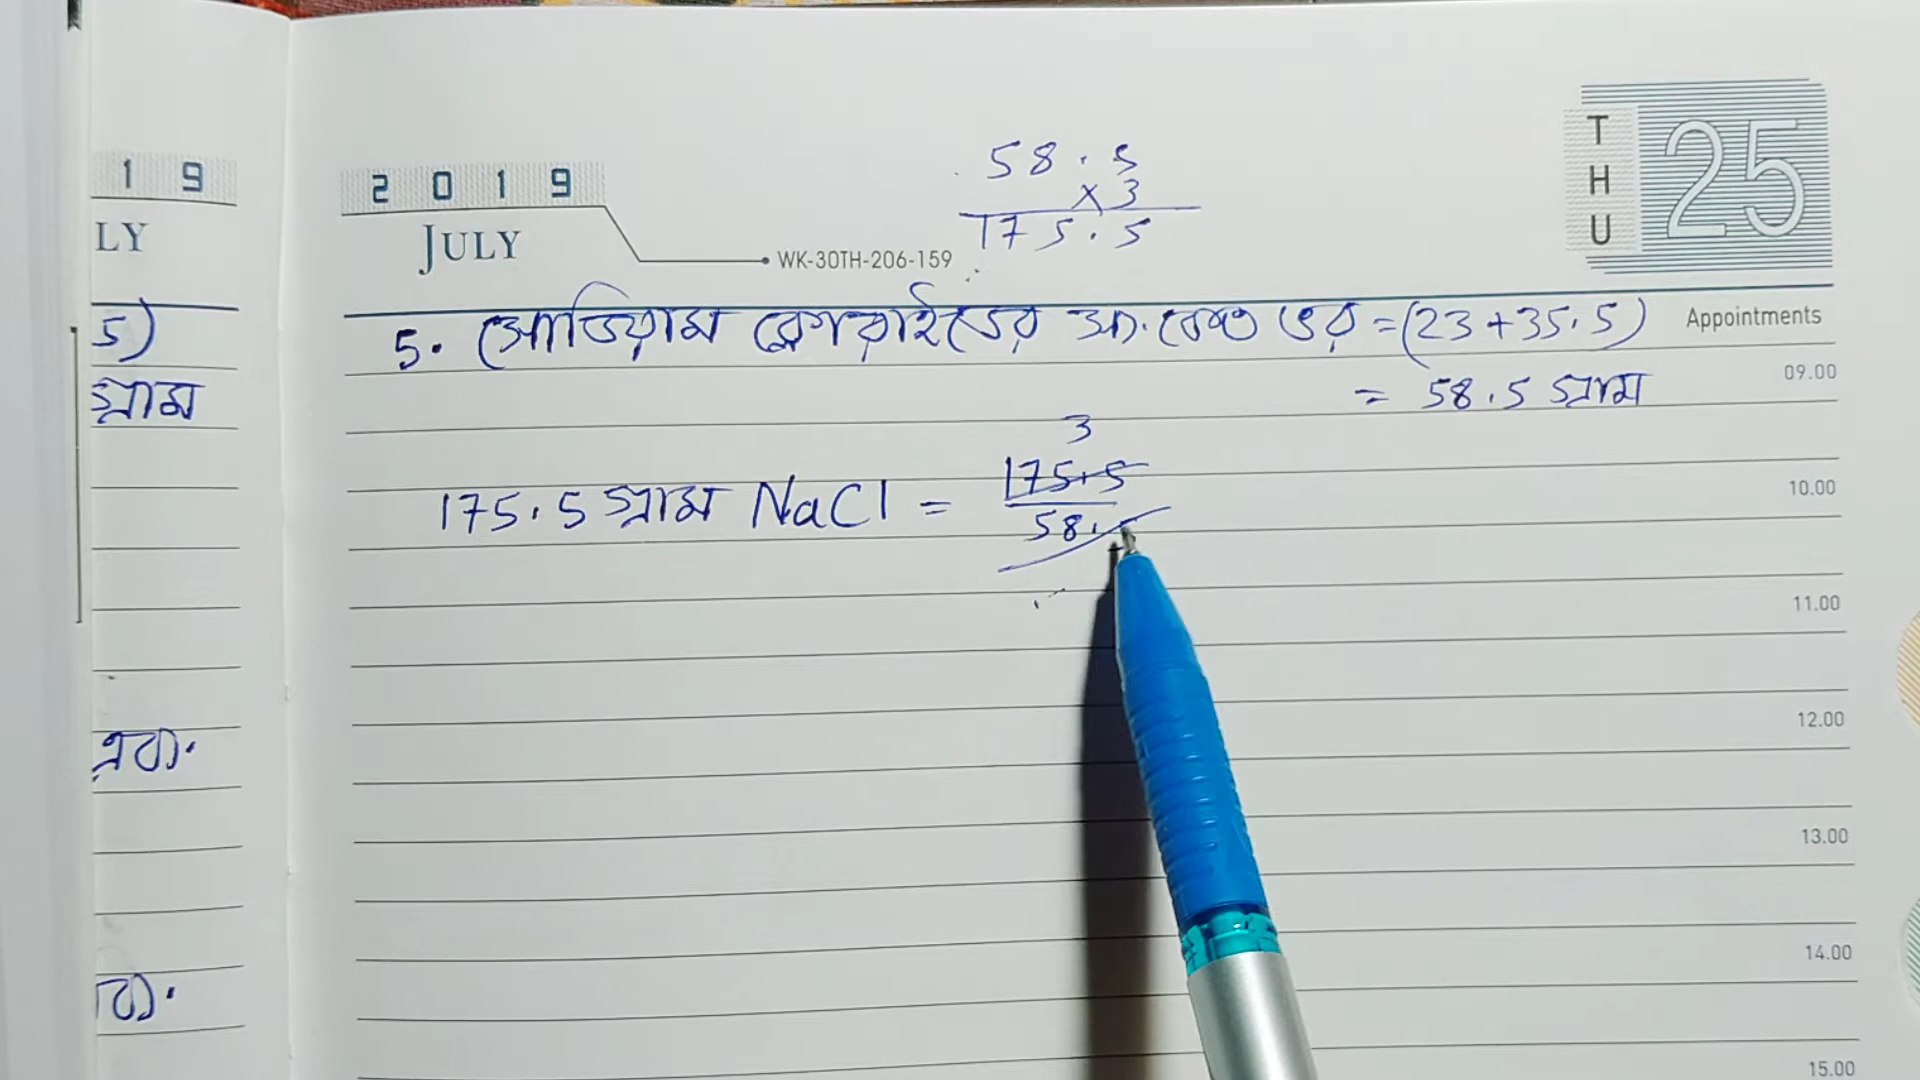 1 9
LY
5)
গ্রাম
এবং
বা.
2 0 1 9
JULY
WK-30TH-206-159
58.5
×3
175.5
THU
25
Appointments
5. সোডিয়াম ক্লোরাইডের সংকেত ভর = (23+35.5)
= 58.5 গ্রাম
3
175.5 গ্রাম NaCl = 175.5
58.5
09.00
10.00
11.00
12.00
13.00
14.00
15.00